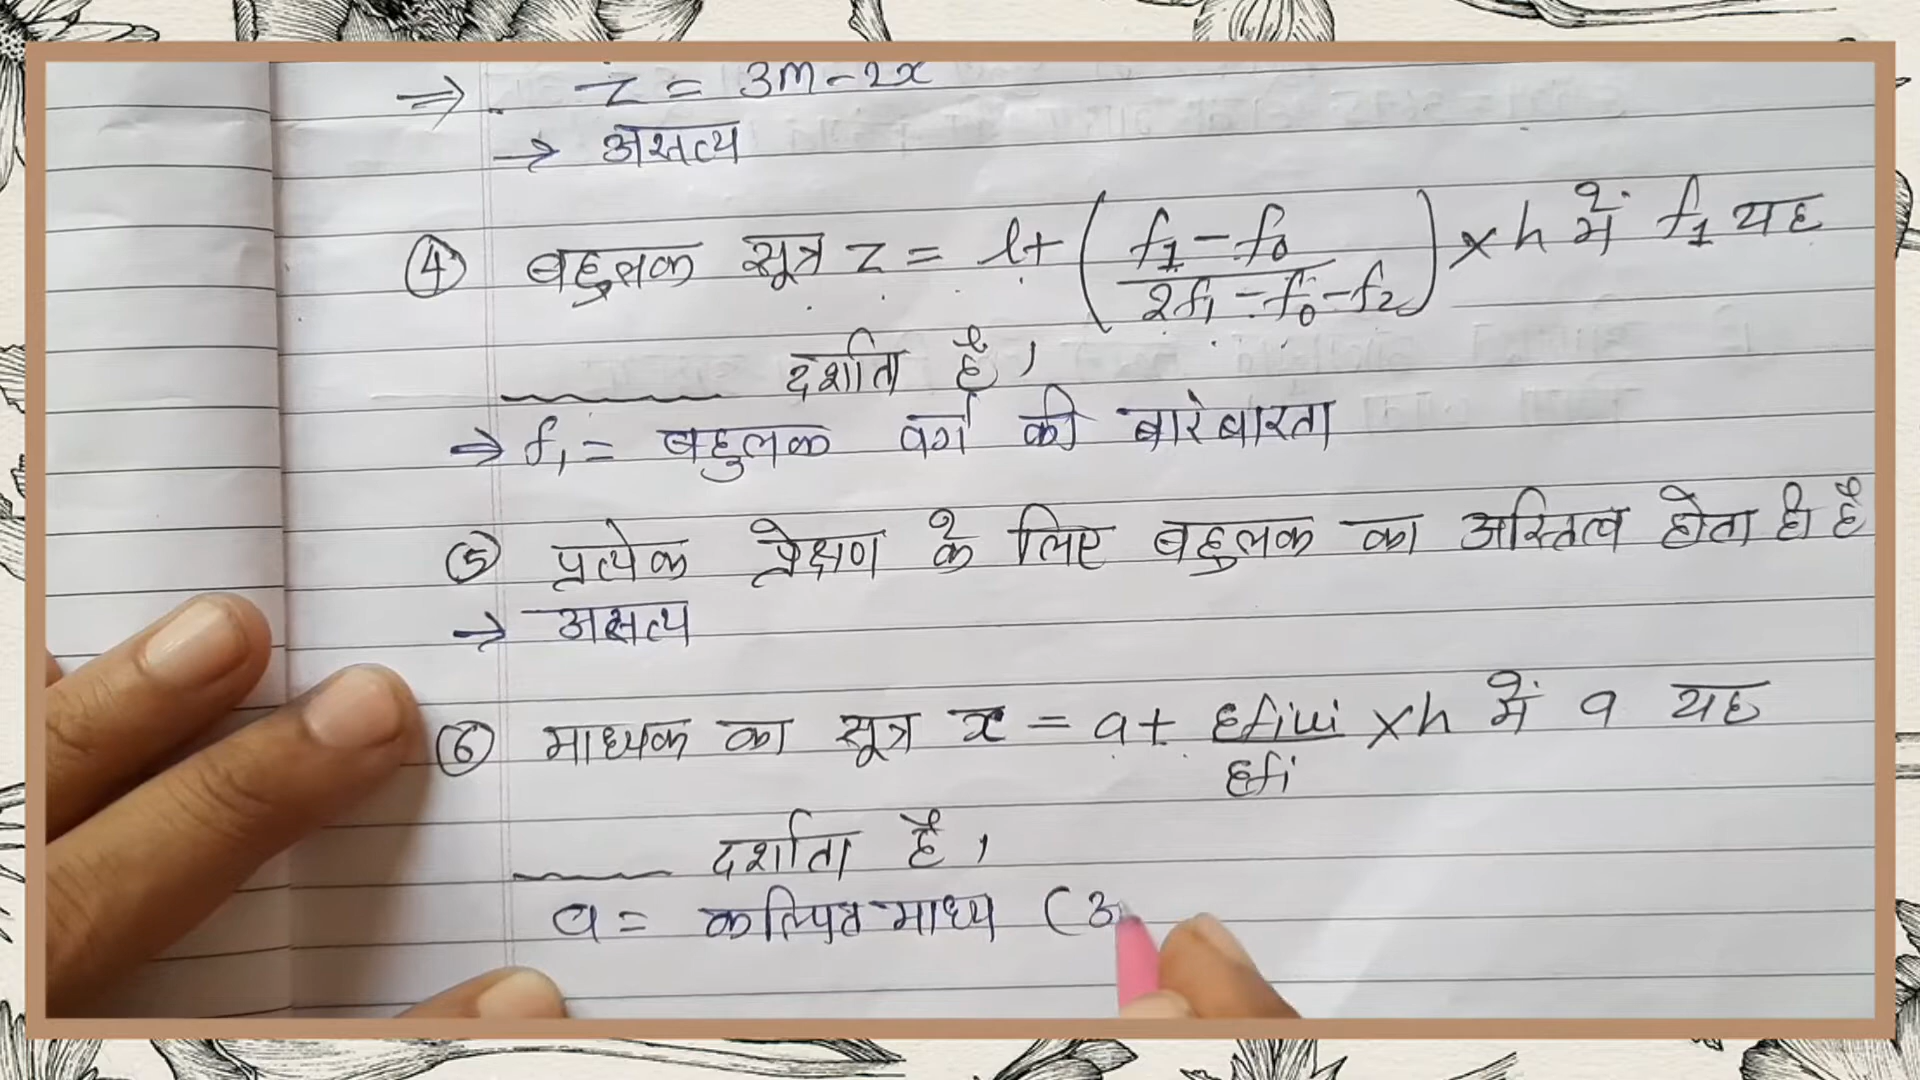 ⇒ z = 3m-2x
→ असत्य
④ बहुलक सूत्र z = l+ (f₁-f₀ / 2f₁-f₀-f₂) ×h में f₁ यह
______ दर्शाता है,
→ f₁ = बहुलक वर्ग की बारंबारता
⑤ प्रत्येक प्रेक्षण के लिए बहुलक का अस्तित्व होता ही है
→ असत्य
⑥ माध्यक का सूत्र x = a+ Σfiui / Σfi ×h में a यह
______ दर्शाता है,
a = कल्पित माध्य (अ